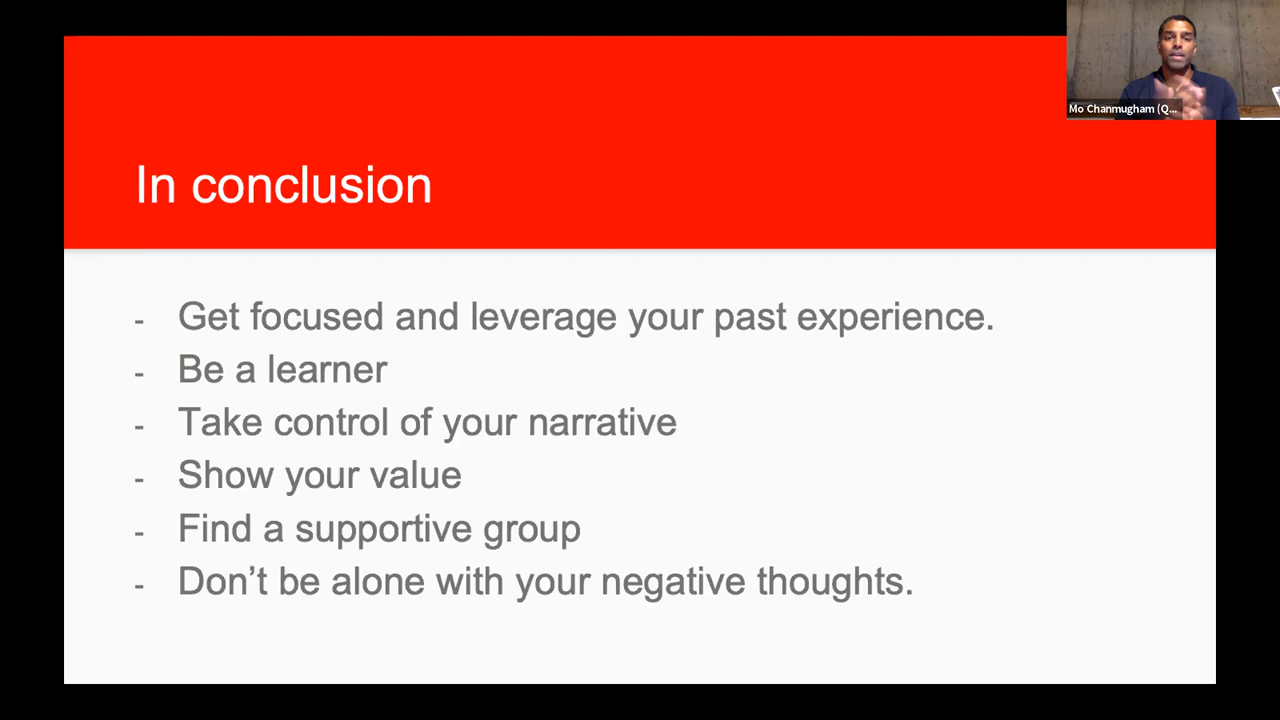 Mo Chanmugham (Q...
In conclusion
- Get focused and leverage your past experience.
- Be a learner
- Take control of your narrative
- Show your value
- Find a supportive group
- Don’t be alone with your negative thoughts.